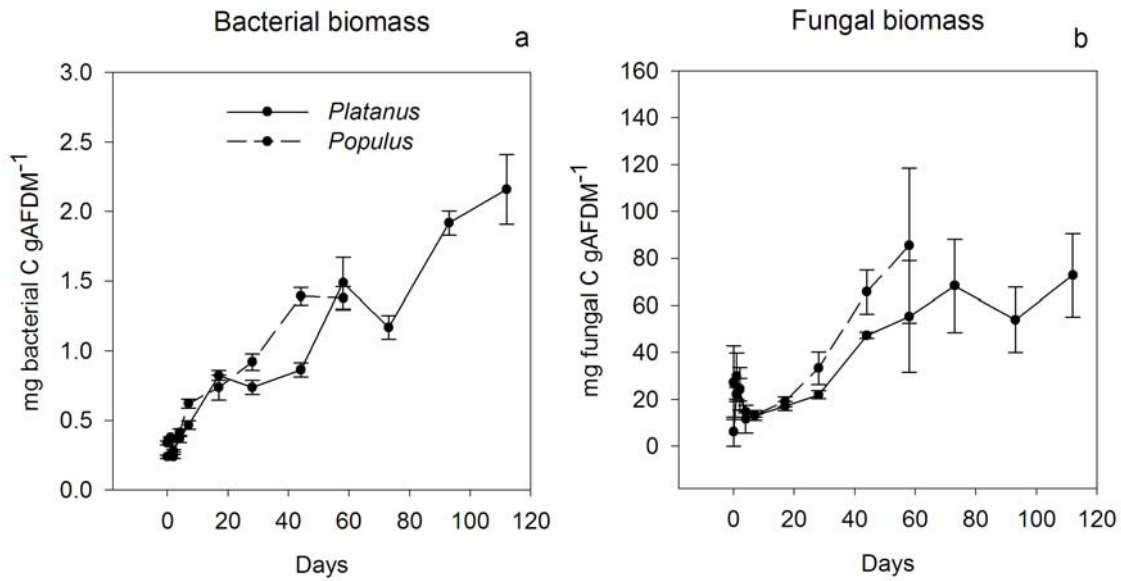 Bacterial biomass
a
mg bacterial C gAFDM-1
3.0
2.5
2.0
1.5
1.0
0.5
0.0
Platanus
Populus
0 20 40 60 80 100 120
Days
Fungal biomass
b
mg fungal C gAFDM-1
160
140
120
100
80
60
40
20
0
0 20 40 60 80 100 120
Days